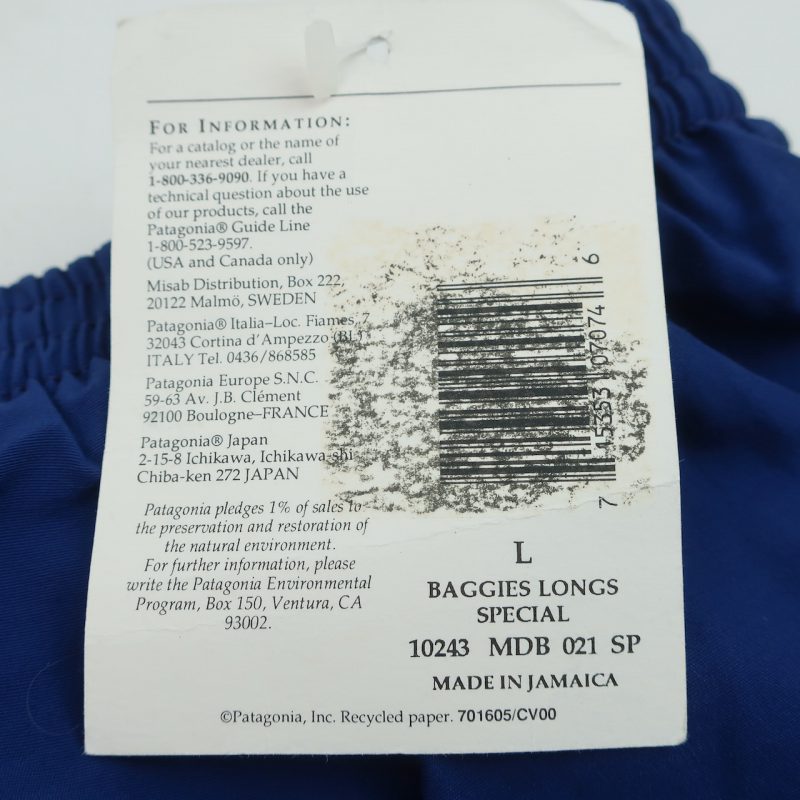 FOR INFORMATION:
For a catalog or the name of
your nearest dealer, call
1-800-336-9090. If you have a
technical question about the use
of our products, call the
Patagonia® Guide Line
1-800-523-9597.
(USA and Canada only)
Misab Distribution, Box 222,
20122 Malmö, SWEDEN
Patagonia® Italia–Loc. Fiames, 7
32043 Cortina d'Ampezzo (BL)
ITALY Tel. 0436/868585
Patagonia Europe S.N.C.
59-63 Av. J.B. Clément
92100 Boulogne–FRANCE
Patagonia® Japan
2-15-8 Ichikawa, Ichikawa-shi
Chiba-ken 272 JAPAN
Patagonia pledges 1% of sales to
the preservation and restoration of
the natural environment.
For further information, please
write the Patagonia Environmental
Program, Box 150, Ventura, CA
93002.
7 15353 07074 6
L
BAGGIES LONGS
SPECIAL
10243 MDB 021 SP
MADE IN JAMAICA
©Patagonia, Inc. Recycled paper. 701605/CV00